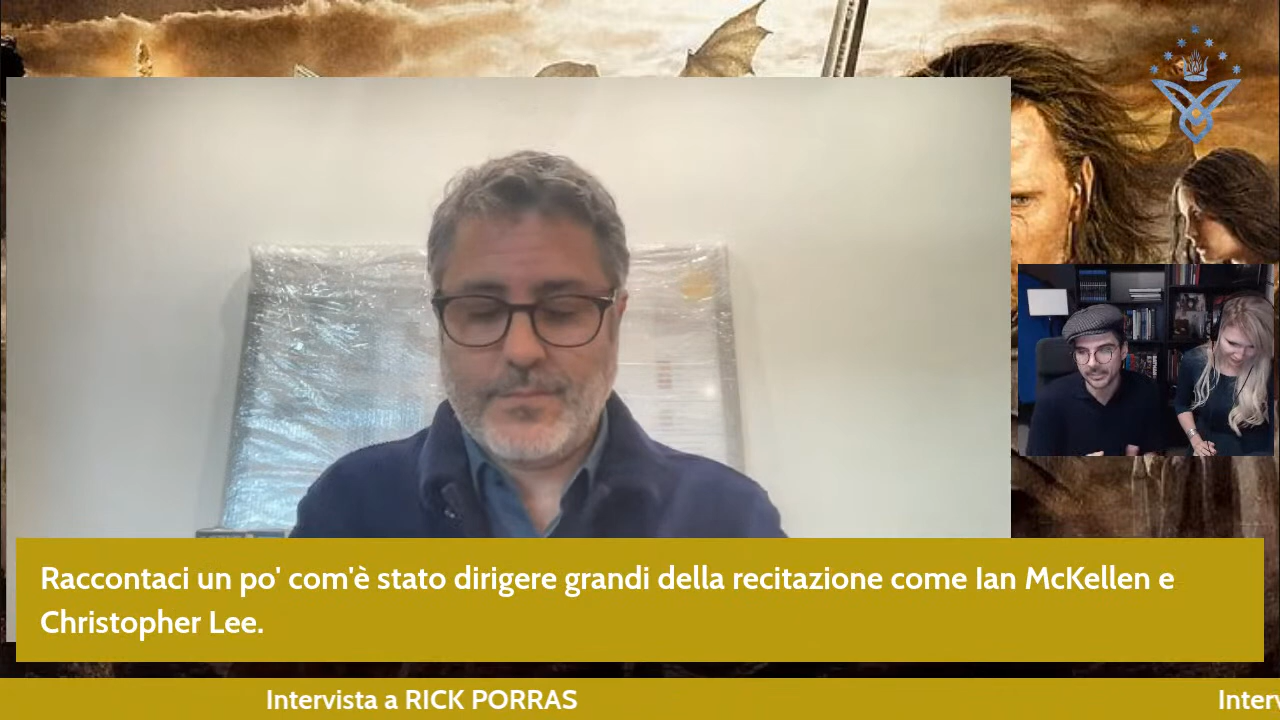 Raccontaci un po' com'è stato dirigere grandi della recitazione come Ian McKellen e
Christopher Lee.
Intervista a RICK PORRAS
Interv